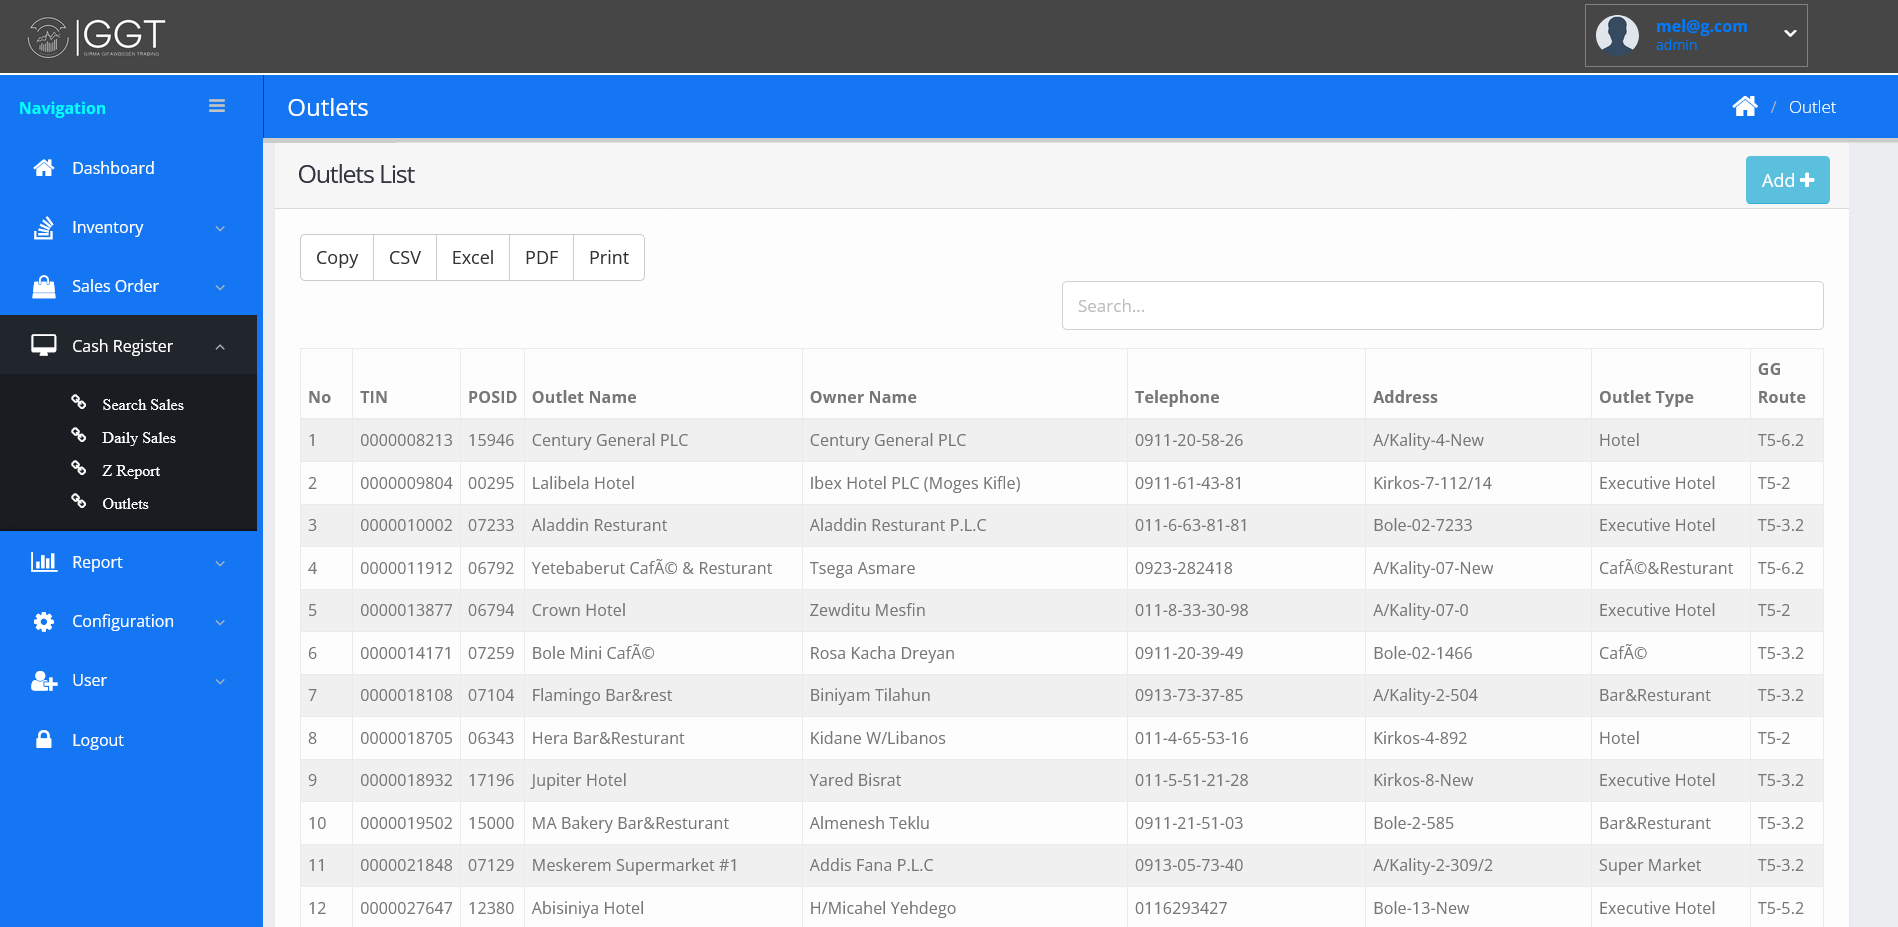 GGT
GIRMA GIFAWOSSEN TRADING
mel@g.com
admin
Navigation
Outlets
/ Outlet
Dashboard
Inventory
Sales Order
Cash Register
Search Sales
Daily Sales
Z Report
Outlets
Report
Configuration
User
Logout
Outlets List
Add
Copy CSV Excel PDF Print
Search...
No TIN POSID Outlet Name Owner Name Telephone Address Outlet Type GG Route
1 0000008213 15946 Century General PLC Century General PLC 0911-20-58-26 A/Kality-4-New Hotel T5-6.2
2 0000009804 00295 Lalibela Hotel Ibex Hotel PLC (Moges Kifle) 0911-61-43-81 Kirkos-7-112/14 Executive Hotel T5-2
3 0000010002 07233 Aladdin Resturant Aladdin Resturant P.L.C 011-6-63-81-81 Bole-02-7233 Executive Hotel T5-3.2
4 0000011912 06792 Yetebaberut CafÃ© & Resturant Tsega Asmare 0923-282418 A/Kality-07-New CafÃ©&Resturant T5-6.2
5 0000013877 06794 Crown Hotel Zewditu Mesfin 011-8-33-30-98 A/Kality-07-0 Executive Hotel T5-2
6 0000014171 07259 Bole Mini CafÃ© Rosa Kacha Dreyan 0911-20-39-49 Bole-02-1466 CafÃ© T5-3.2
7 0000018108 07104 Flamingo Bar&rest Biniyam Tilahun 0913-73-37-85 A/Kality-2-504 Bar&Resturant T5-3.2
8 0000018705 06343 Hera Bar&Resturant Kidane W/Libanos 011-4-65-53-16 Kirkos-4-892 Hotel T5-2
9 0000018932 17196 Jupiter Hotel Yared Bisrat 011-5-51-21-28 Kirkos-8-New Executive Hotel T5-3.2
10 0000019502 15000 MA Bakery Bar&Resturant Almenesh Teklu 0911-21-51-03 Bole-2-585 Bar&Resturant T5-3.2
11 0000021848 07129 Meskerem Supermarket #1 Addis Fana P.L.C 0913-05-73-40 A/Kality-2-309/2 Super Market T5-3.2
12 0000027647 12380 Abisiniya Hotel H/Micahel Yehdego 0116293427 Bole-13-New Executive Hotel T5-5.2